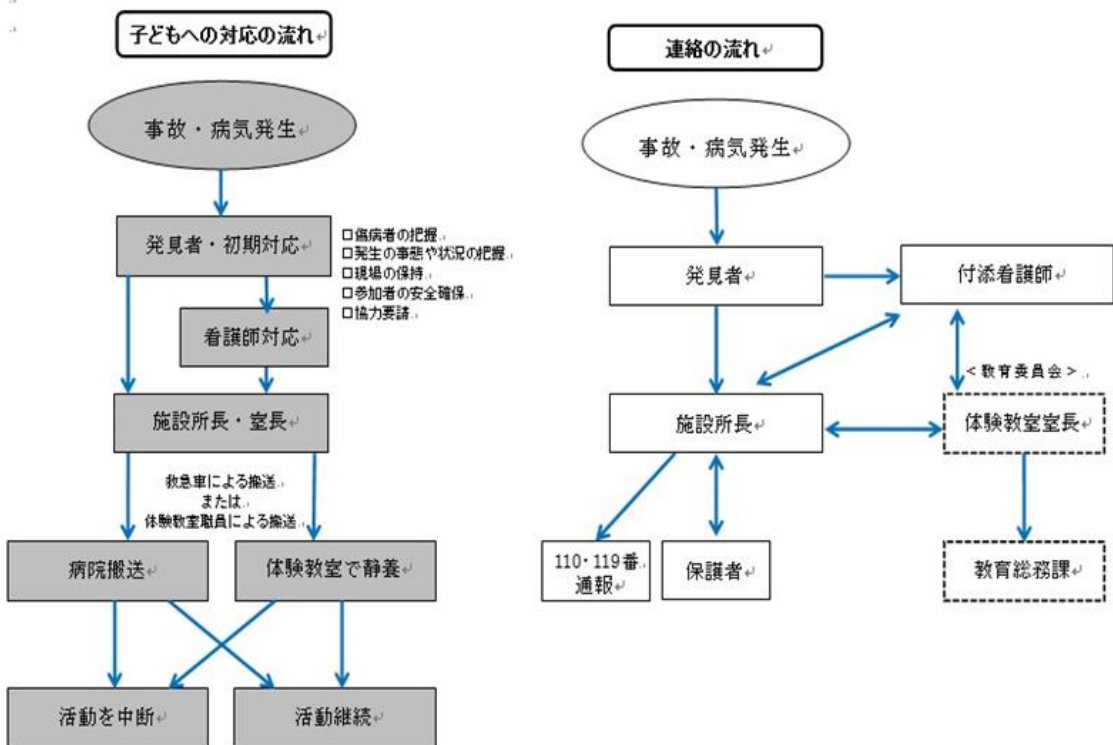 子どもへの対応の流れ
事故・病気発生
発見者・初期対応
□傷病者の把握
□発生の事態や状況の把握
□現場の保持
□参加者の安全確保
□協力要請
看護師対応
施設所長・室長
救急車による搬送
または
体験教室職員による搬送
病院搬送
体験教室で静養
活動を中断
活動継続
連絡の流れ
事故・病気発生
発見者
付添看護師
<教育委員会>
施設所長
体験教室室長
110・119番
通報
保護者
教育総務課